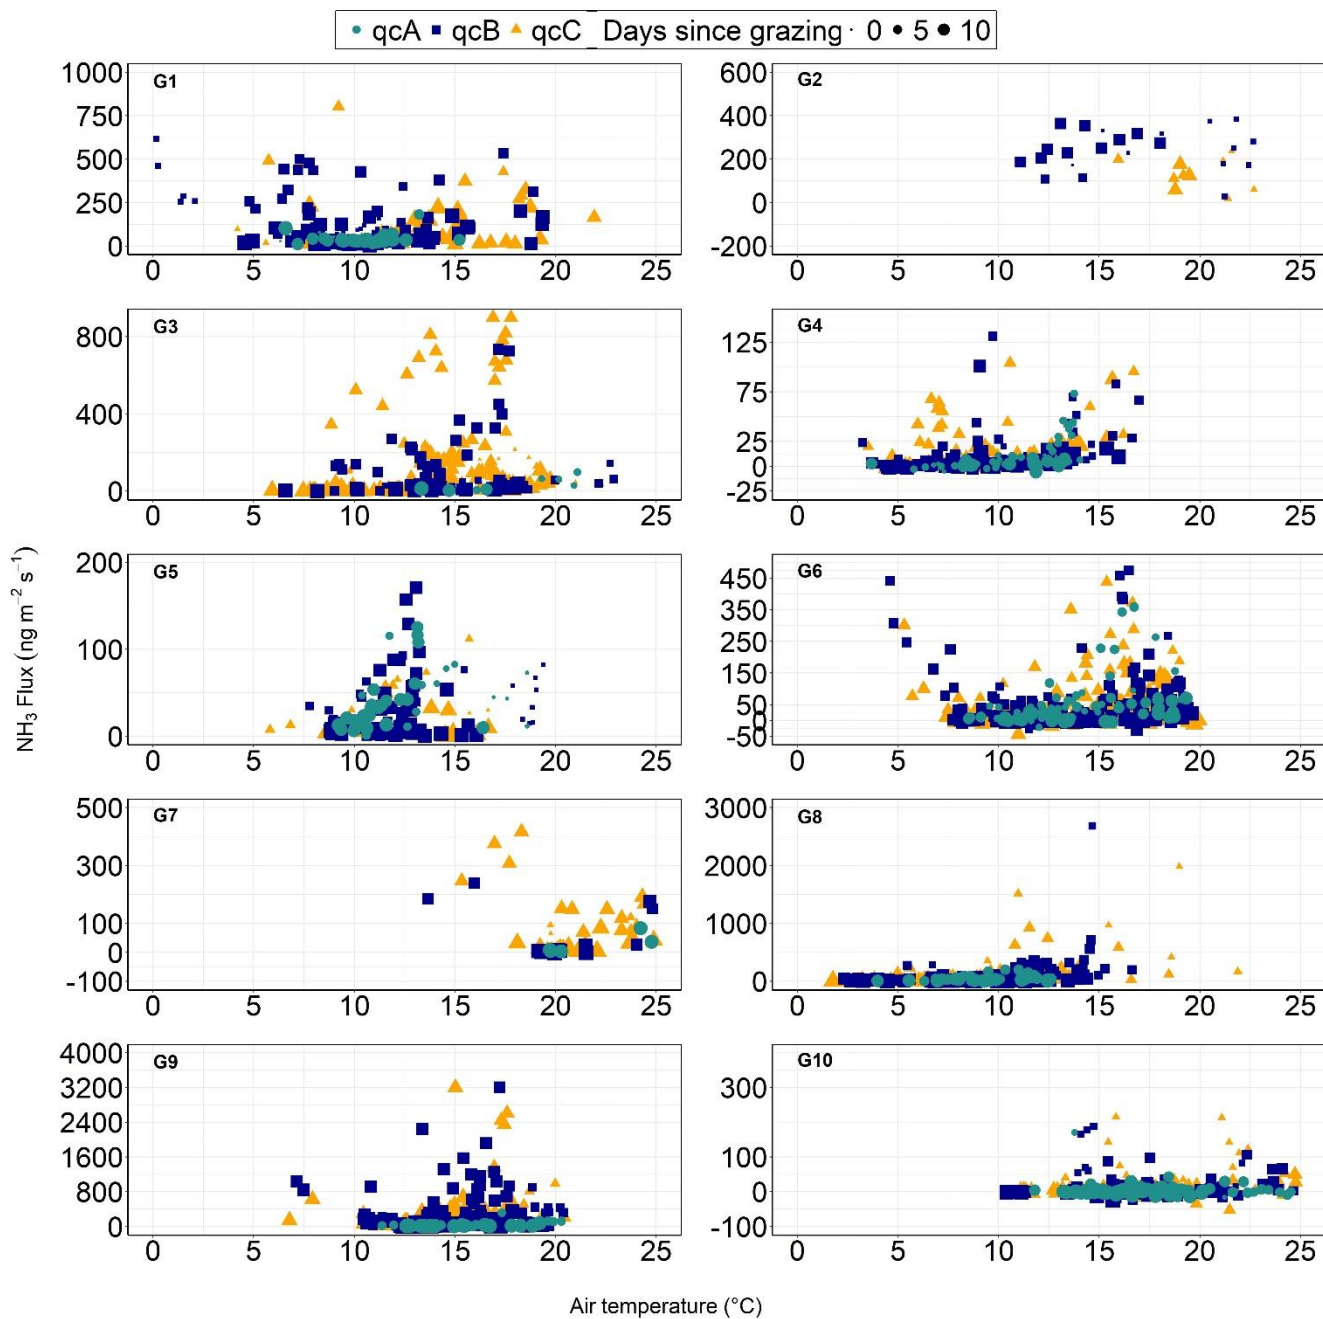 qcA qcB qcC Days since grazing 0 5 10
G1
1000
750
500
250
0
0 5 10 15 20 25
G2
600
400
200
0
-200
0 5 10 15 20 25
G3
800
400
0
0 5 10 15 20 25
G4
125
75
25
0
-25
0 5 10 15 20 25
G5
200
100
0
0 5 10 15 20 25
G6
450
350
250
150
50
0
-50
0 5 10 15 20 25
G7
500
300
100
0
-100
0 5 10 15 20 25
G8
3000
2000
1000
0
0 5 10 15 20 25
G9
4000
3200
2400
1600
800
0
0 5 10 15 20 25
G10
300
100
0
-100
0 5 10 15 20 25
NH₃ Flux (ng m⁻² s⁻¹)
Air temperature (°C)